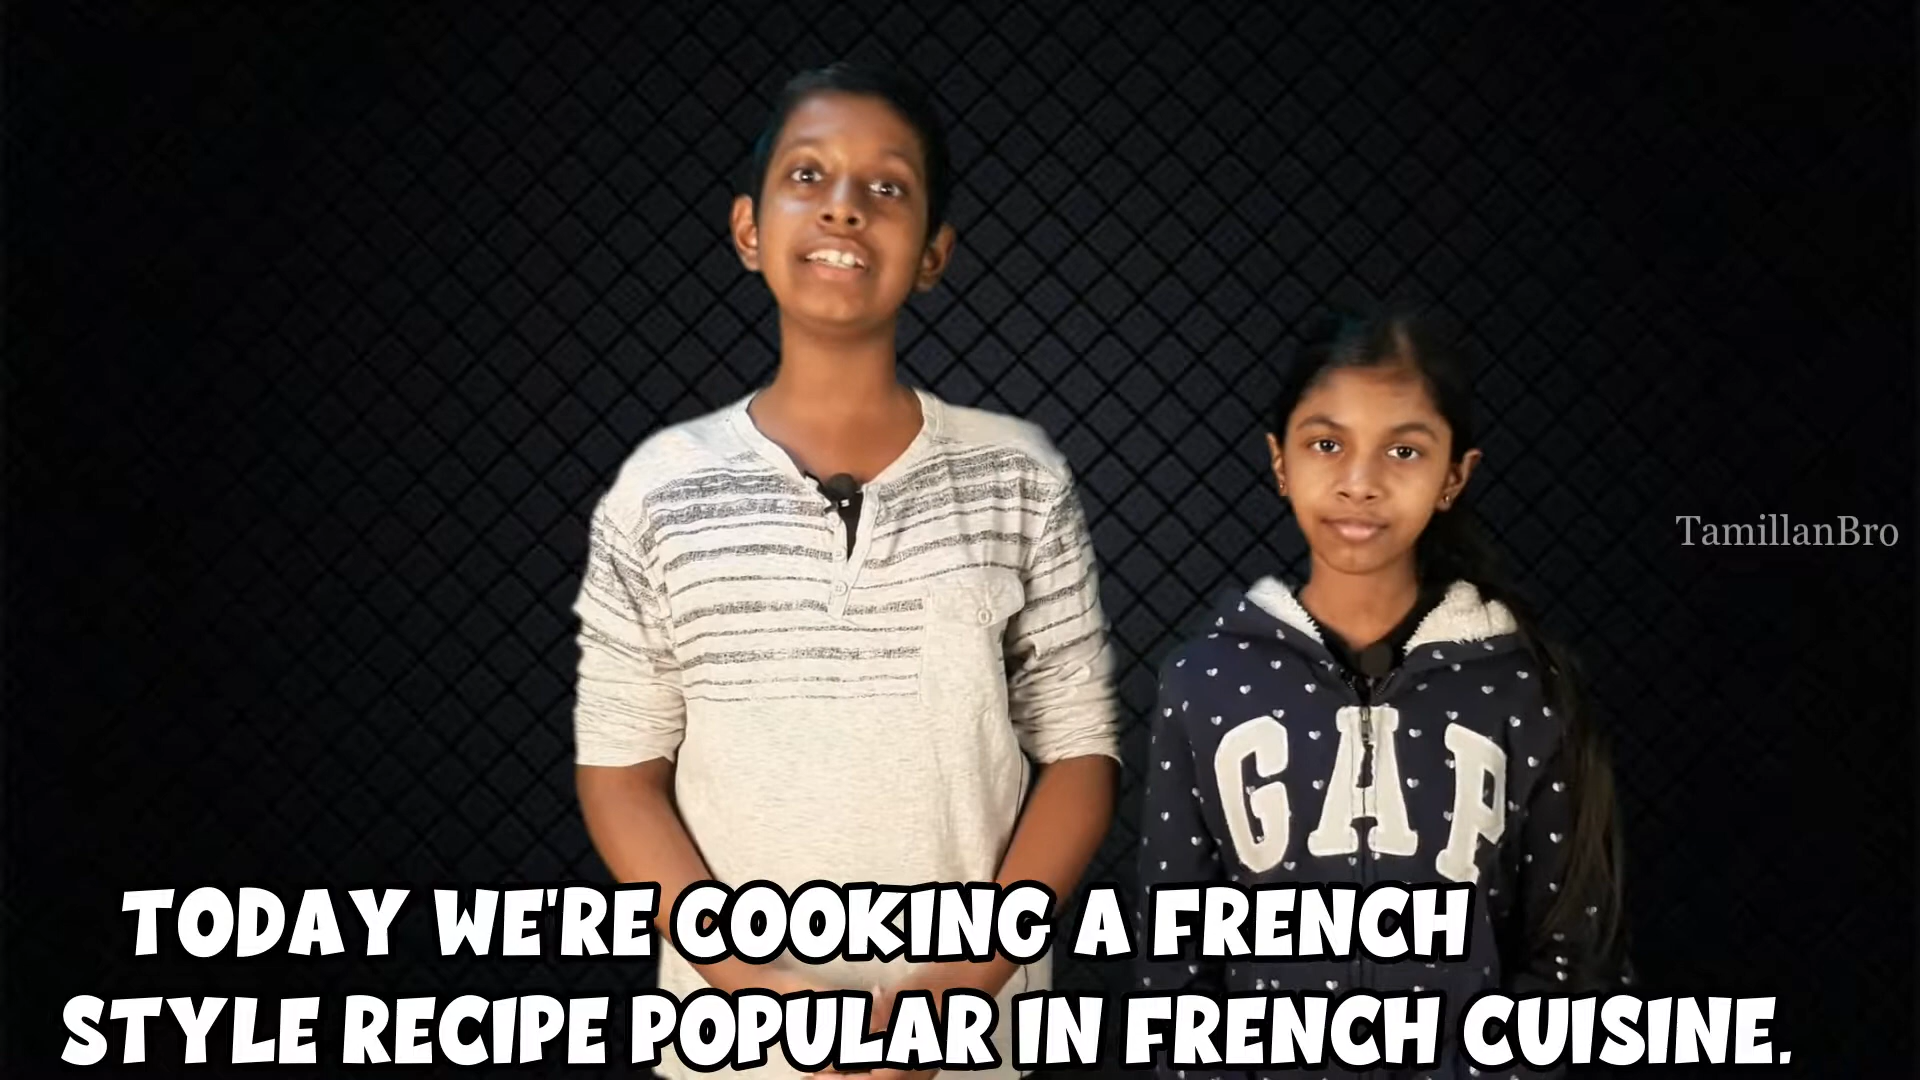 TamillanBro
GAP
TODAY WE'RE COOKING A FRENCH
STYLE RECIPE POPULAR IN FRENCH CUISINE.